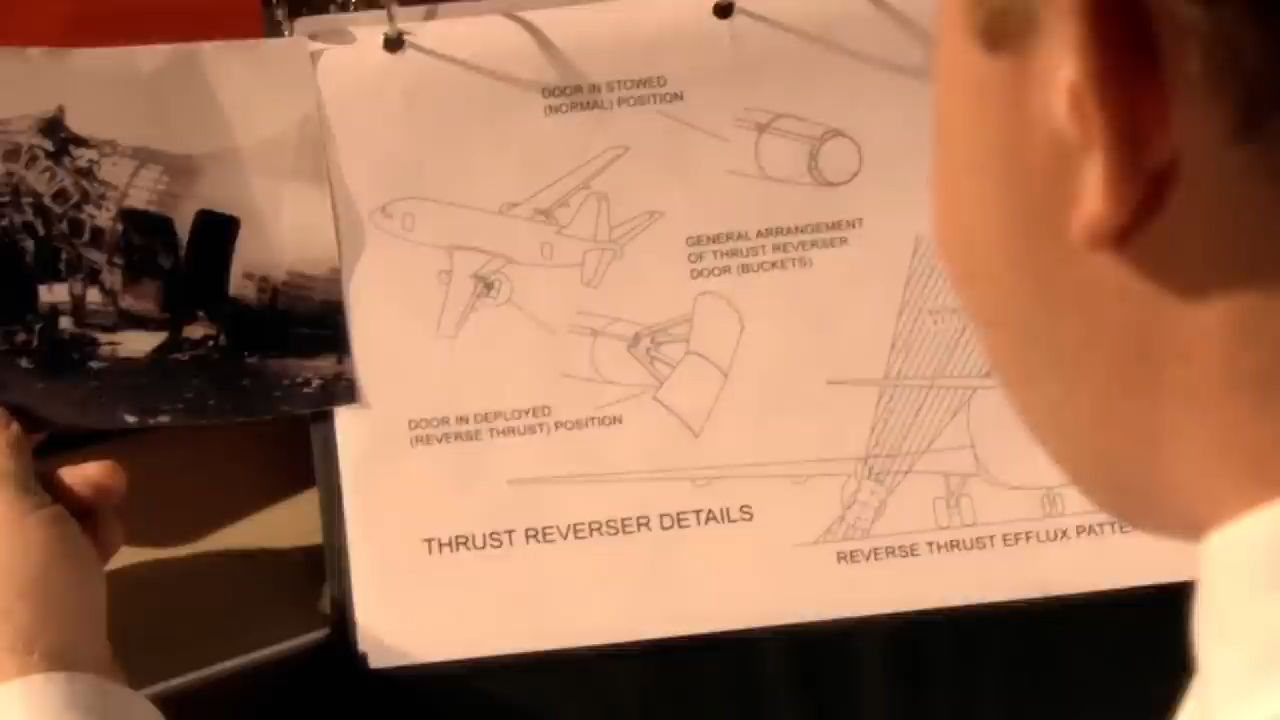 DOOR IN STOWED
(NORMAL) POSITION
GENERAL ARRANGEMENT
OF THRUST REVERSER
DOOR (BUCKETS)
DOOR IN DEPLOYED
(REVERSE THRUST) POSITION
THRUST REVERSER DETAILS
REVERSE THRUST EFFLUX PATTE